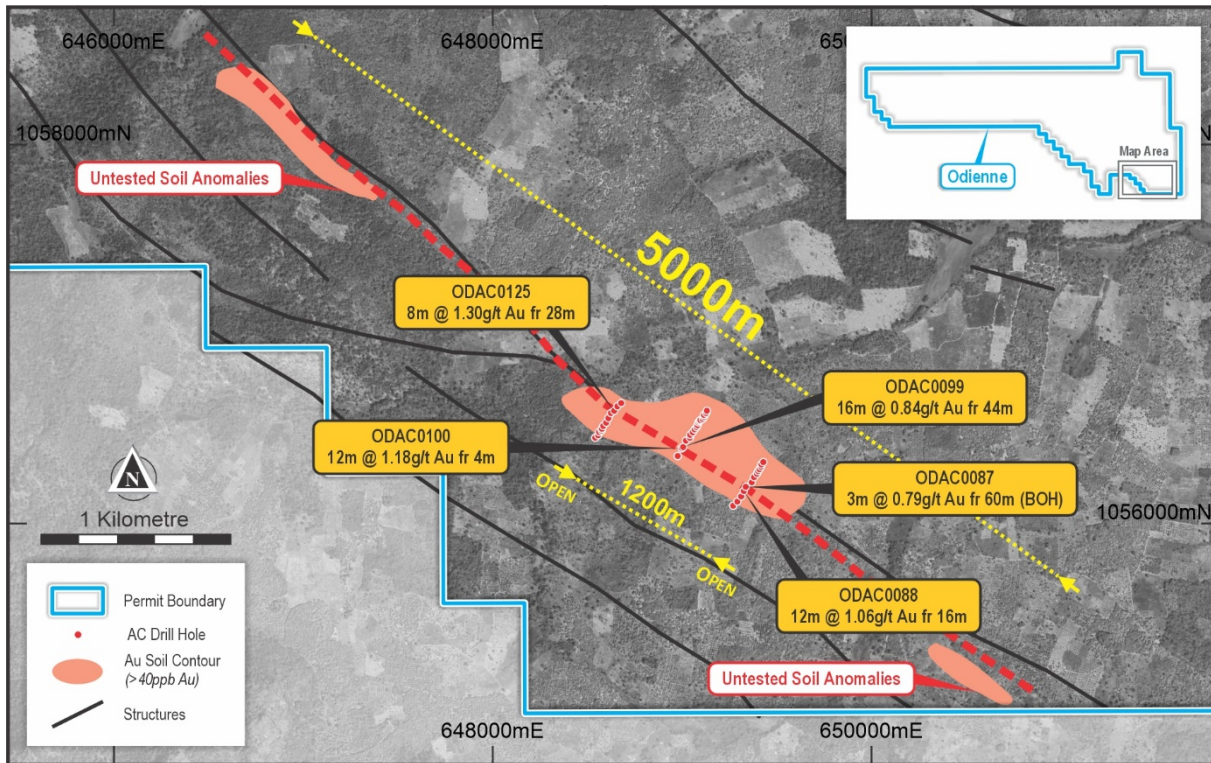 646000mE
648000mE
650
1058000mN
Map Area
Odienne
Untested Soil Anomalies
5000m
ODAC0125
8m @ 1.30g/t Au fr 28m
ODAC0099
16m @ 0.84g/t Au fr 44m
ODAC0100
12m @ 1.18g/t Au fr 4m
OPEN
1200m
OPEN
ODAC0087
3m @ 0.79g/t Au fr 60m (BOH)
1056000mN
N
1 Kilometre
ODAC0088
12m @ 1.06g/t Au fr 16m
Permit Boundary
AC Drill Hole
Au Soil Contour
(>40ppb Au)
Structures
Untested Soil Anomalies
648000mE
650000mE